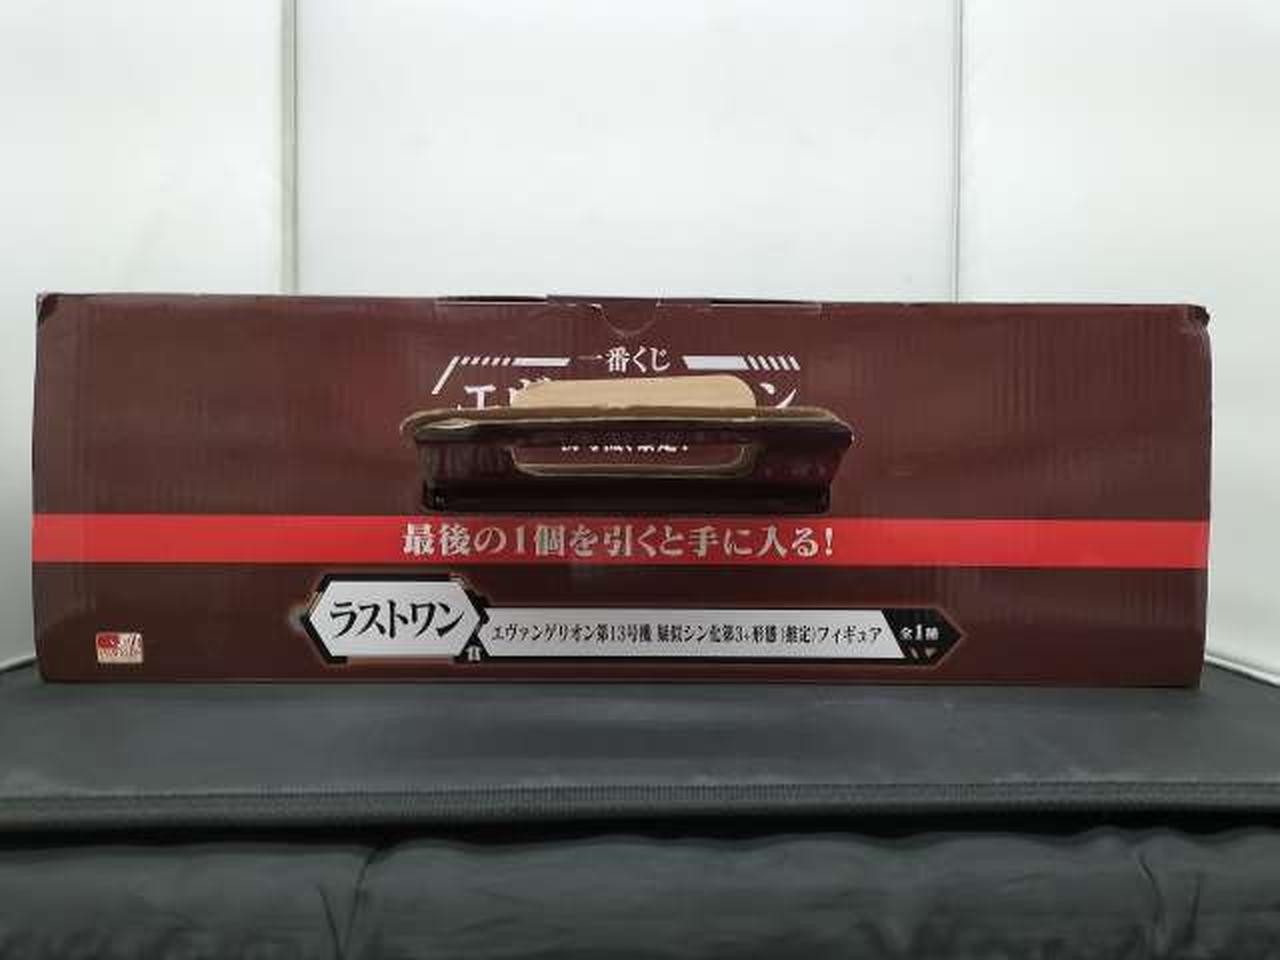 一番くじ
最後の1個を引くと手に入る!
ラストワン賞
エヴァンゲリオン第13号機 疑似シン化第3+形態(推定)フィギュア
全1種